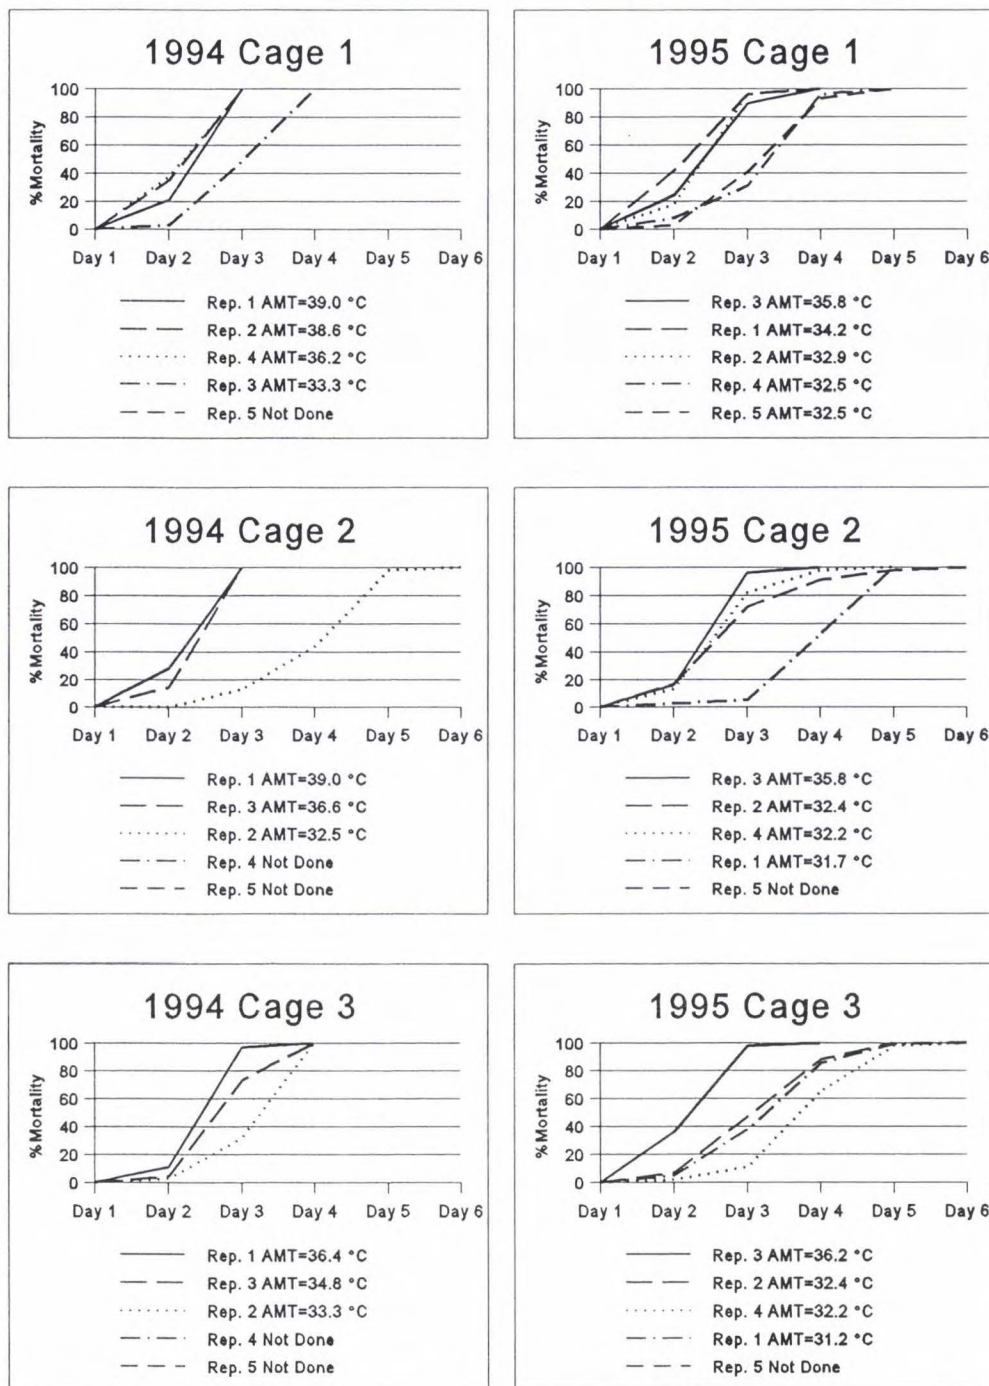 1994 Cage 1
%Mortality
100
80
60
40
20
0
Day 1 Day 2 Day 3 Day 4 Day 5 Day 6
Rep. 1 AMT=39.0 °C
Rep. 2 AMT=38.6 °C
Rep. 4 AMT=36.2 °C
Rep. 3 AMT=33.3 °C
Rep. 5 Not Done
1995 Cage 1
%Mortality
100
80
60
40
20
0
Day 1 Day 2 Day 3 Day 4 Day 5 Day 6
Rep. 3 AMT=35.8 °C
Rep. 1 AMT=34.2 °C
Rep. 2 AMT=32.9 °C
Rep. 4 AMT=32.5 °C
Rep. 5 AMT=32.5 °C
1994 Cage 2
%Mortality
100
80
60
40
20
0
Day 1 Day 2 Day 3 Day 4 Day 5 Day 6
Rep. 1 AMT=39.0 °C
Rep. 3 AMT=36.6 °C
Rep. 2 AMT=32.5 °C
Rep. 4 Not Done
Rep. 5 Not Done
1995 Cage 2
%Mortality
100
80
60
40
20
0
Day 1 Day 2 Day 3 Day 4 Day 5 Day 6
Rep. 3 AMT=35.8 °C
Rep. 2 AMT=32.4 °C
Rep. 4 AMT=32.2 °C
Rep. 1 AMT=31.7 °C
Rep. 5 Not Done
1994 Cage 3
%Mortality
100
80
60
40
20
0
Day 1 Day 2 Day 3 Day 4 Day 5 Day 6
Rep. 1 AMT=36.4 °C
Rep. 3 AMT=34.8 °C
Rep. 2 AMT=33.3 °C
Rep. 4 Not Done
Rep. 5 Not Done
1995 Cage 3
%Mortality
100
80
60
40
20
0
Day 1 Day 2 Day 3 Day 4 Day 5 Day 6
Rep. 3 AMT=36.2 °C
Rep. 2 AMT=32.4 °C
Rep. 4 AMT=32.2 °C
Rep. 1 AMT=31.2 °C
Rep. 5 Not Done